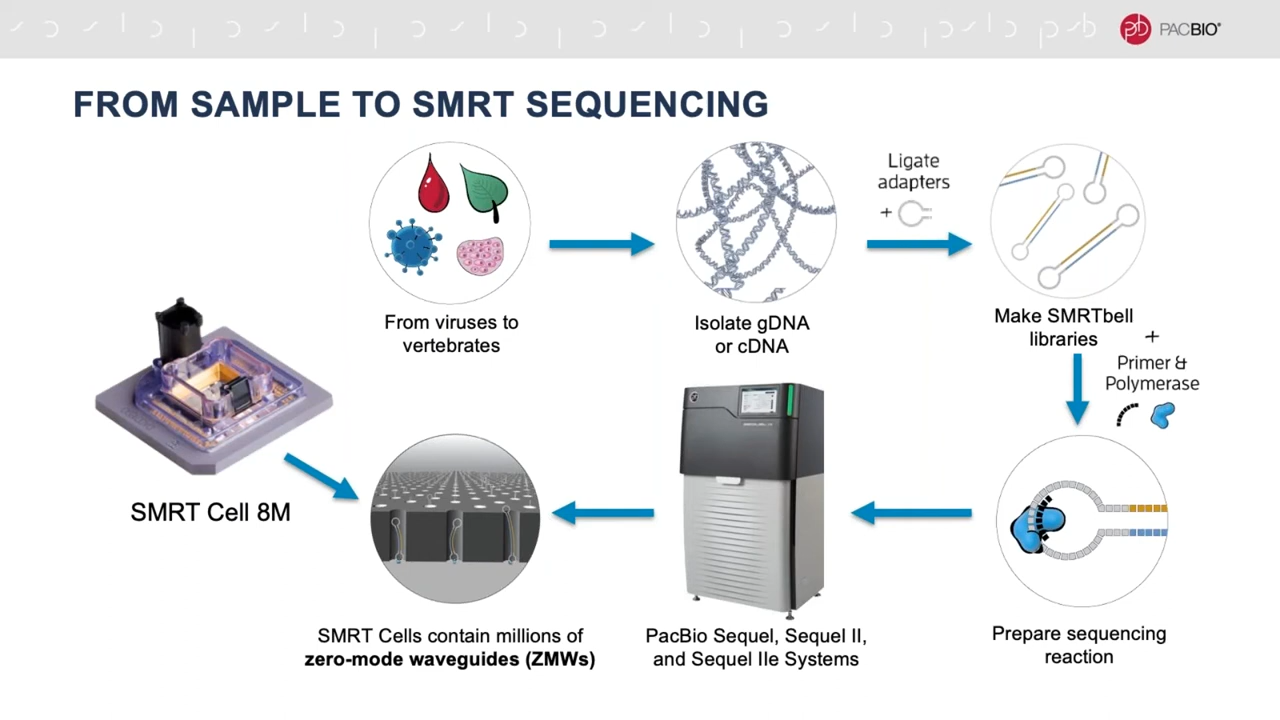 PACBIO®
FROM SAMPLE TO SMRT SEQUENCING
From viruses to
vertebrates
Isolate gDNA
or cDNA
Ligate
adapters
+
Make SMRTbell
libraries
+
Primer &
Polymerase
Prepare sequencing
reaction
PacBio Sequel, Sequel II,
and Sequel IIe Systems
SMRT Cells contain millions of
zero-mode waveguides (ZMWs)
SMRT Cell 8M